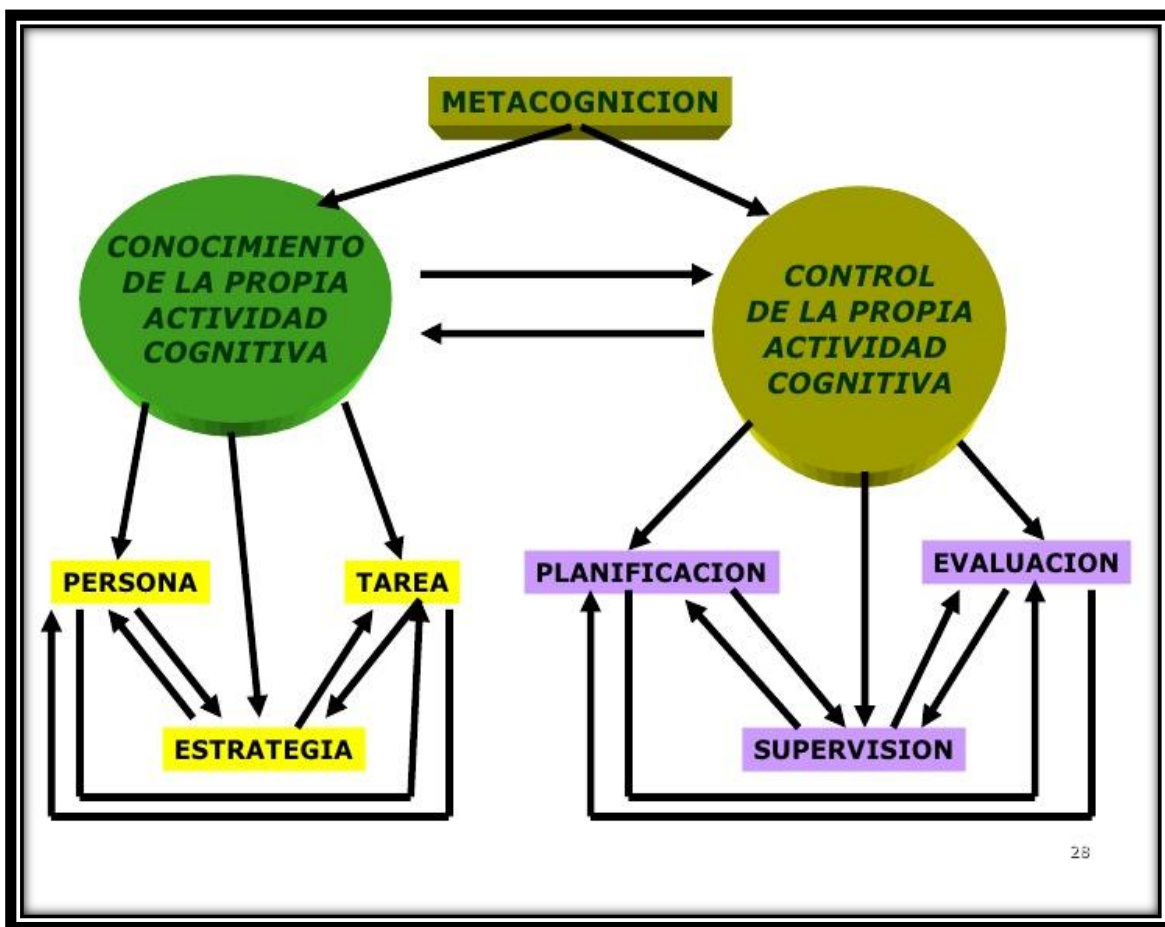 METACOGNICION
CONOCIMIENTO
DE LA PROPIA
ACTIVIDAD
COGNITIVA
CONTROL
DE LA PROPIA
ACTIVIDAD
COGNITIVA
PERSONA
TAREA
ESTRATEGIA
PLANIFICACION
EVALUACION
SUPERVISION
28